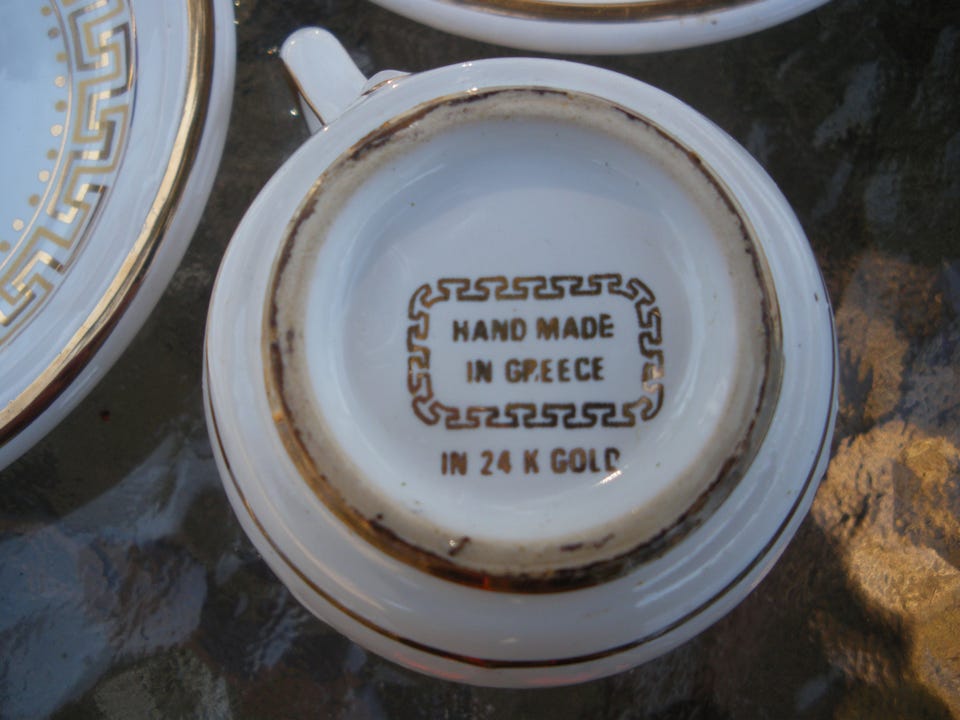 HAND MADE
IN GREECE
IN 24 K GOLD